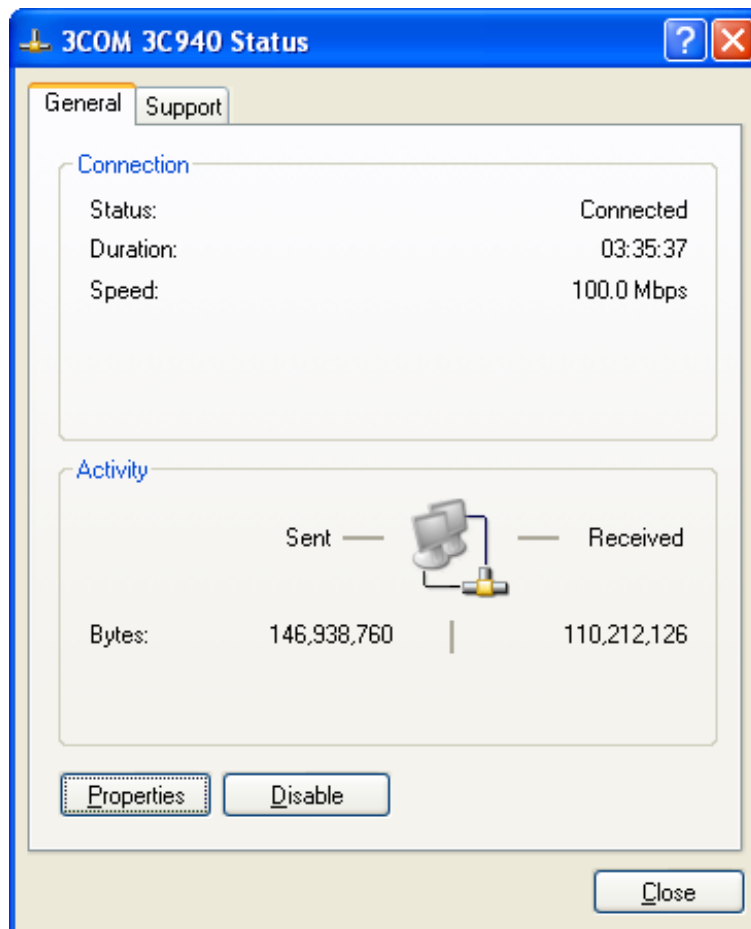 3COM 3C940 Status
General Support
Connection
Status: Connected
Duration: 03:35:37
Speed: 100.0 Mbps
Activity
Sent Received
Bytes: 146,938,760 110,212,126
Properties Disable
Close